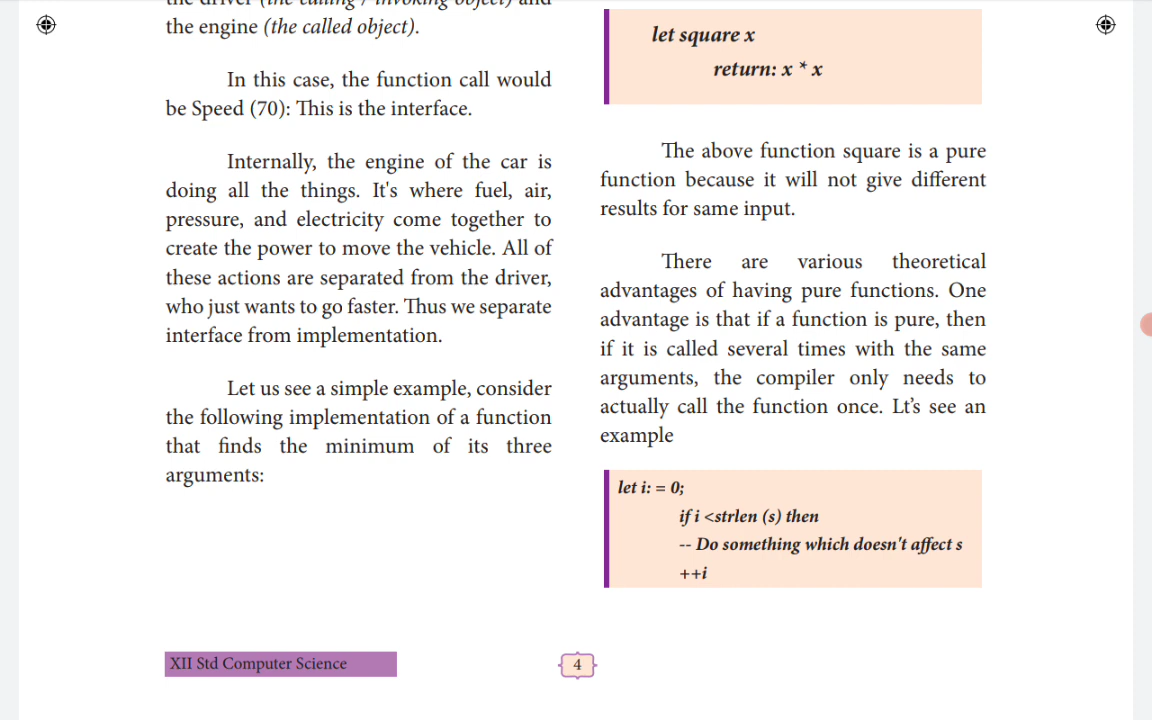 the driver (the calling / invoking object) and
the engine (the called object).
In this case, the function call would
be Speed (70): This is the interface.
Internally, the engine of the car is
doing all the things. It's where fuel, air,
pressure, and electricity come together to
create the power to move the vehicle. All of
these actions are separated from the driver,
who just wants to go faster. Thus we separate
interface from implementation.
Let us see a simple example, consider
the following implementation of a function
that finds the minimum of its three
arguments:
let square x
return: x * x
The above function square is a pure
function because it will not give different
results for same input.
There are various theoretical
advantages of having pure functions. One
advantage is that if a function is pure, then
if it is called several times with the same
arguments, the compiler only needs to
actually call the function once. Lt’s see an
example
let i: = 0;
if i <strlen (s) then
-- Do something which doesn't affect s
++i
XII Std Computer Science
4